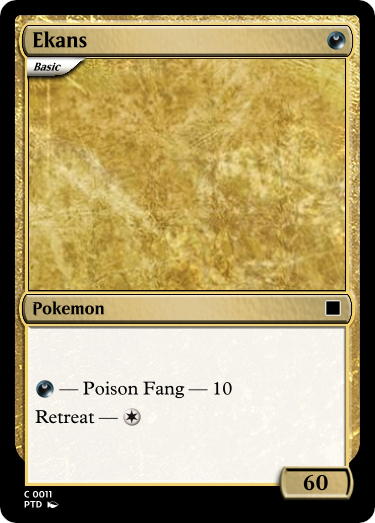 Ekans
Basic
Pokemon
— Poison Fang — 10
Retreat —
60
C 0011
PTD